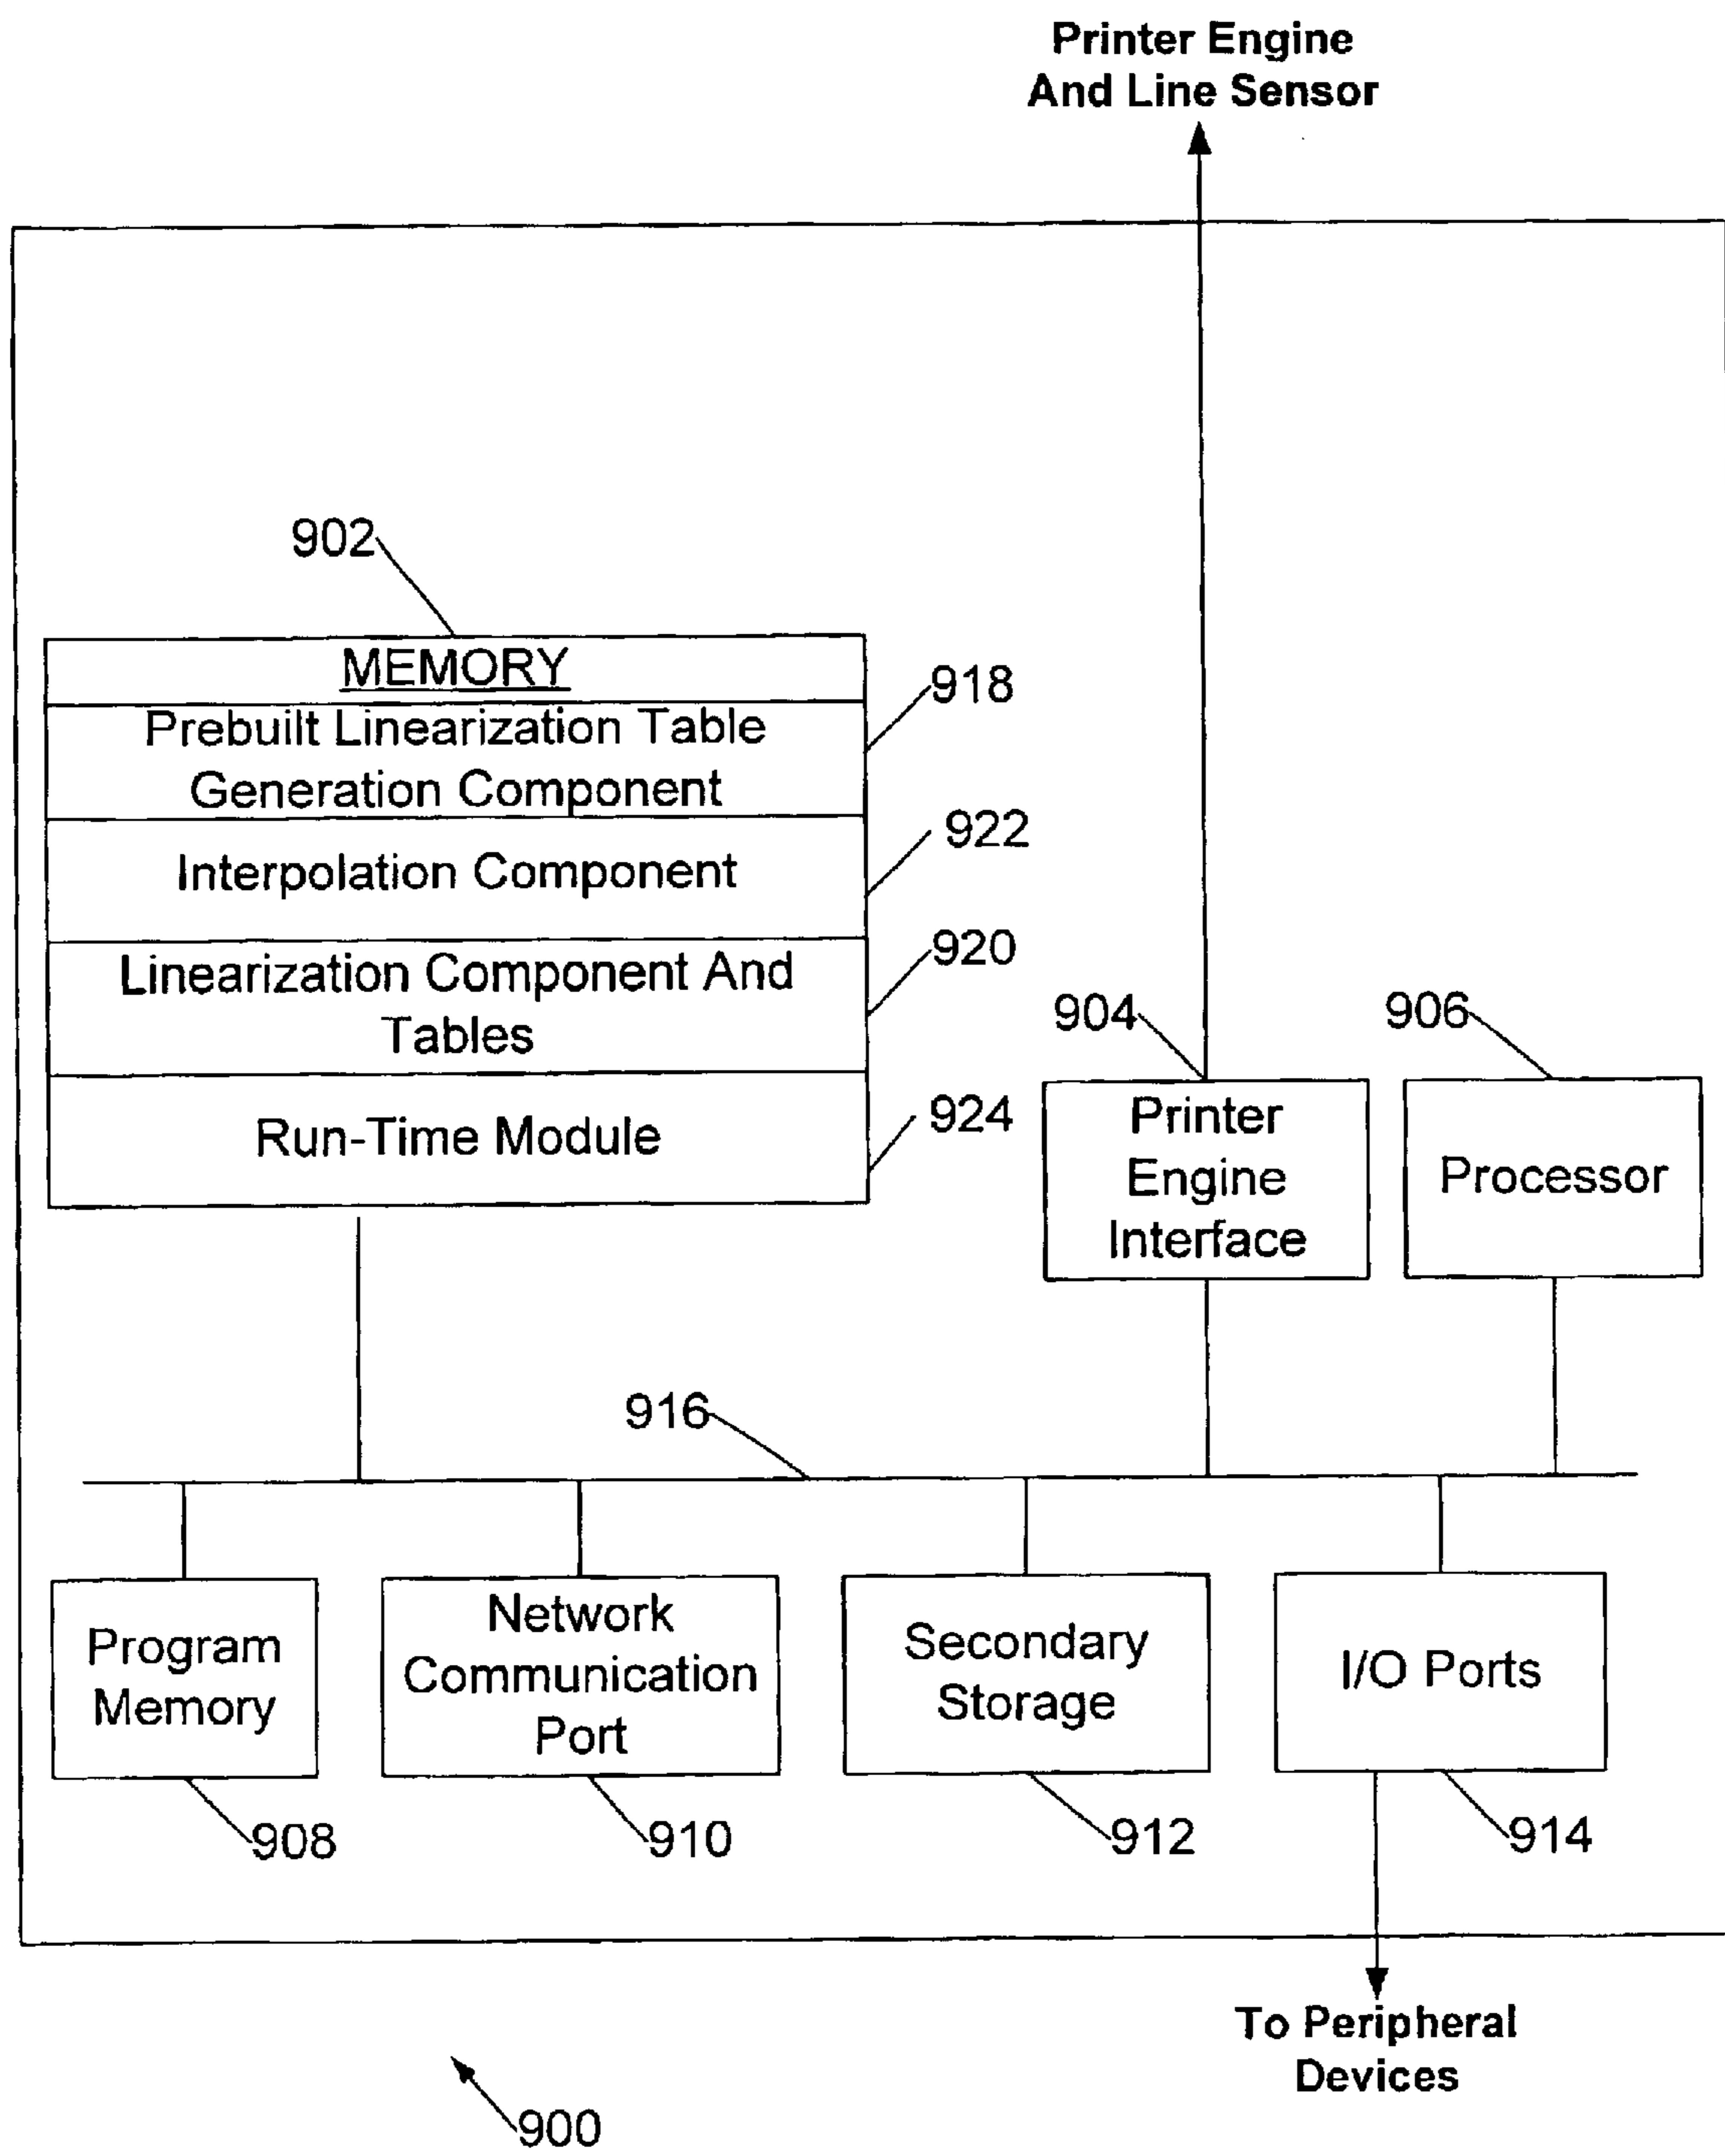 Printer Engine
And Line Sensor
902
MEMORY
918
Prebuilt Linearization Table
Generation Component
922
Interpolation Component
920
Linearization Component And
Tables
924
Run-Time Module
904
Printer
Engine
Interface
906
Processor
916
Program
Memory
Network
Communication
Port
Secondary
Storage
I/O Ports
908
910
912
914
To Peripheral
Devices
900